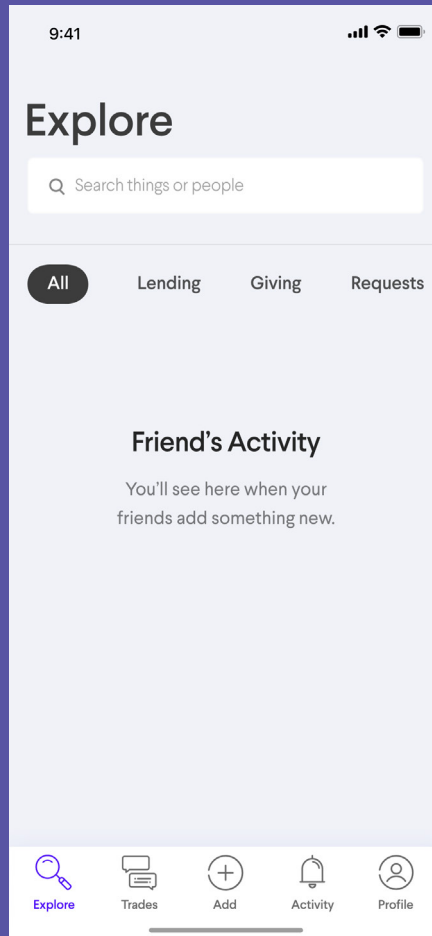 9:41
Explore
Search things or people
All Lending Giving Requests
Friend's Activity
You'll see here when your
friends add something new.
Explore Trades Add Activity Profile